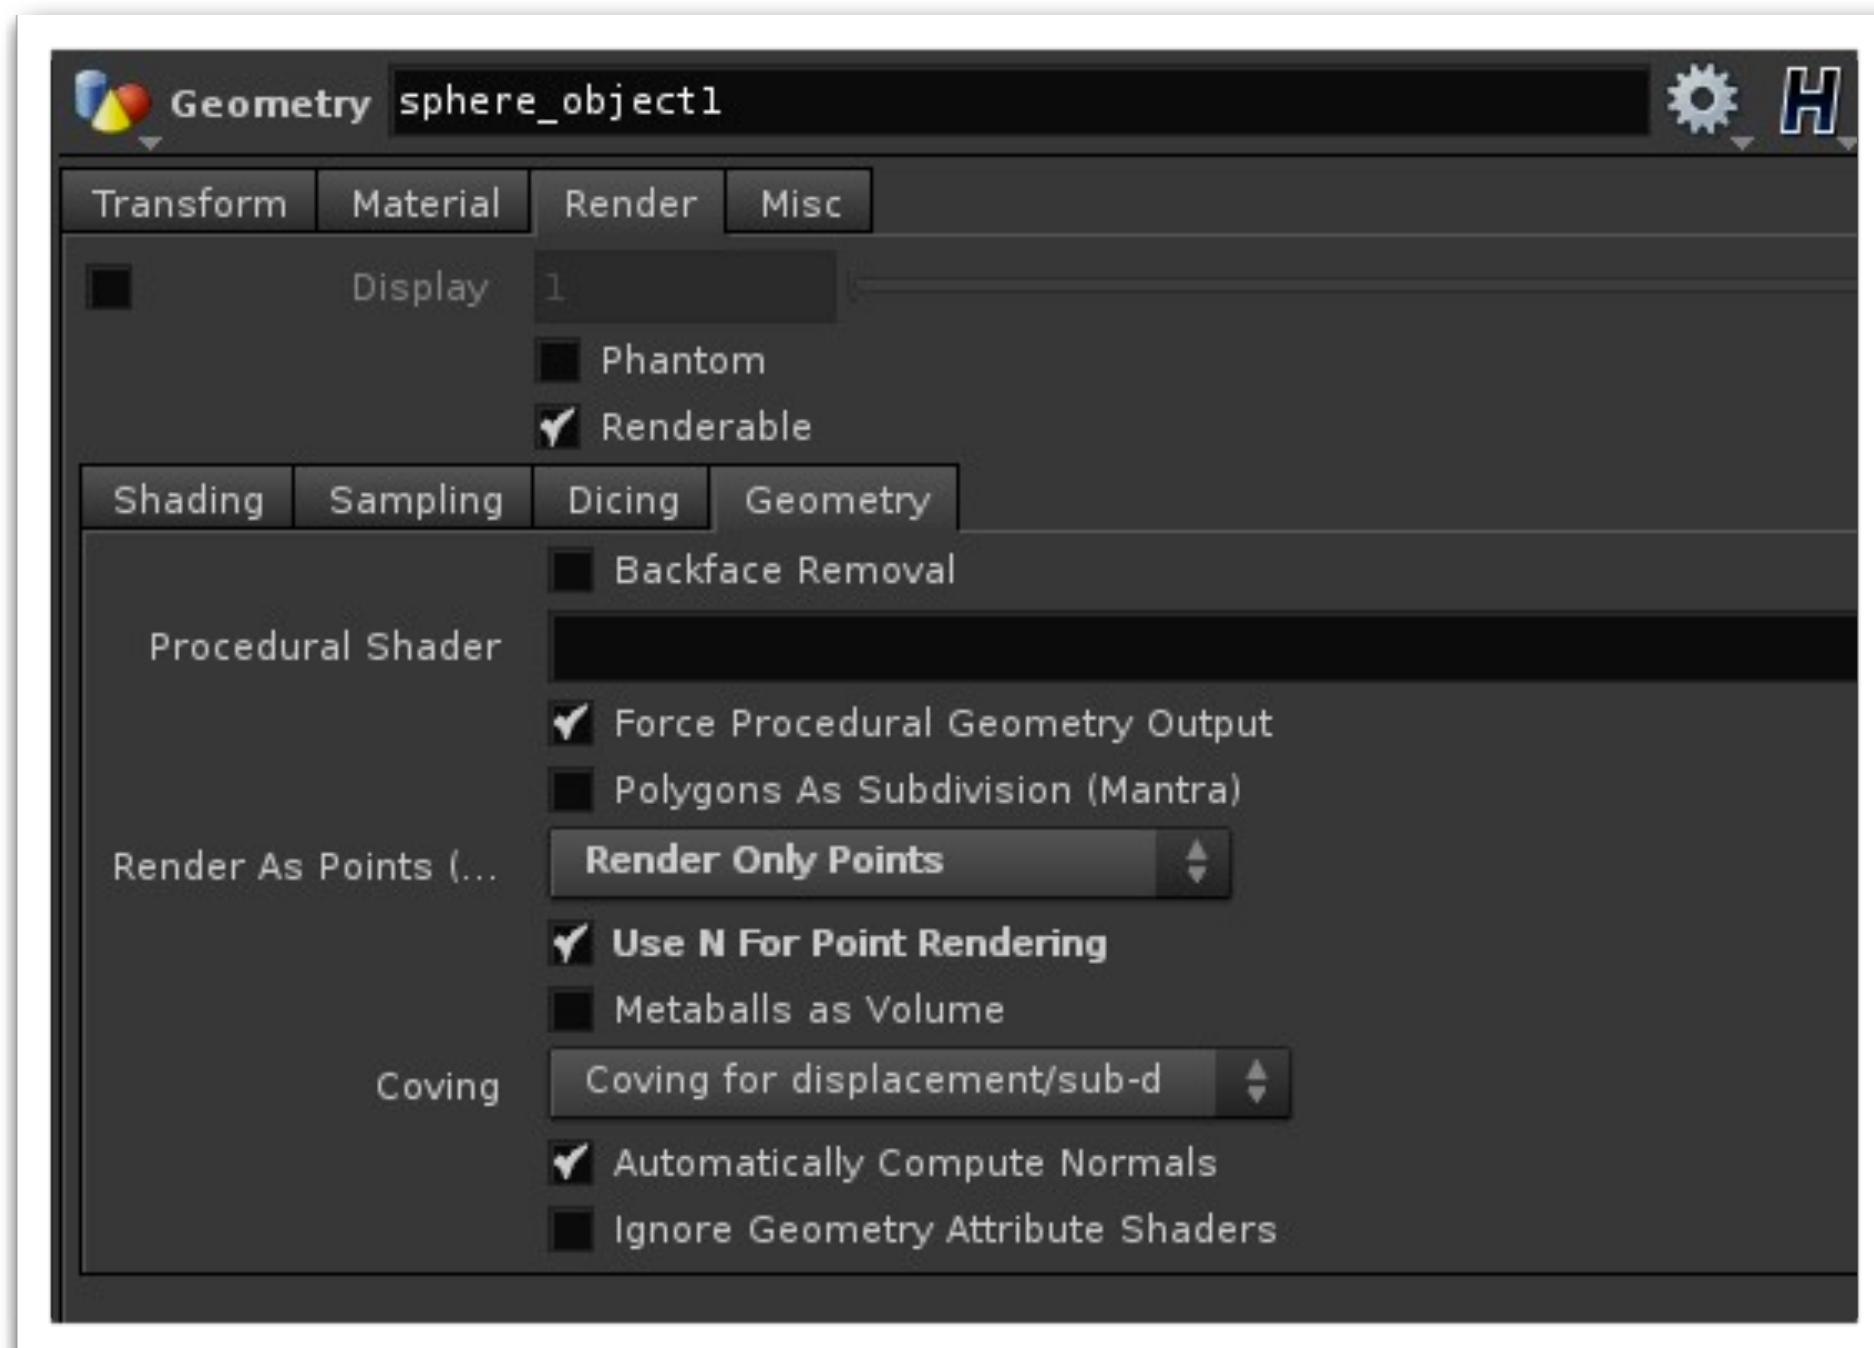 Geometry sphere_object1 H
Transform Material Render Misc
Display 1
Phantom
Renderable
Shading Sampling Dicing Geometry
Backface Removal
Procedural Shader
Force Procedural Geometry Output
Polygons As Subdivision (Mantra)
Render As Points (... Render Only Points
Use N For Point Rendering
Metaballs as Volume
Coving Coving for displacement/sub-d
Automatically Compute Normals
Ignore Geometry Attribute Shaders